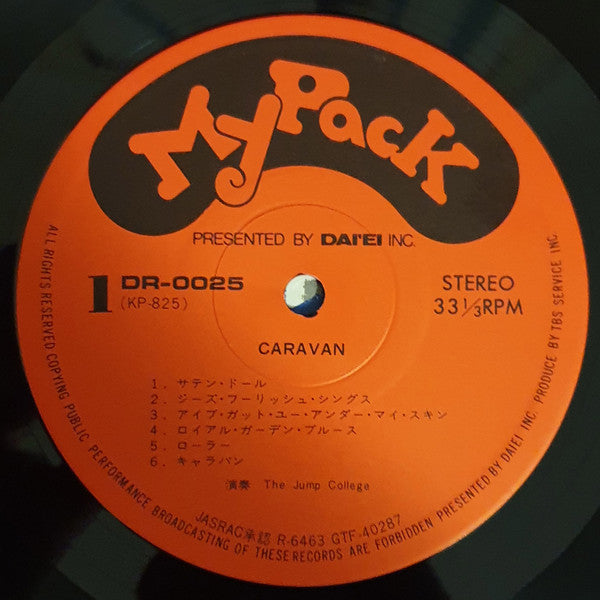 My Pack
PRESENTED BY DAI'EI INC.
1
DR-0025
(KP-825)
STEREO
33 1/3 RPM
CARAVAN
1. サテン・ドール
2. ジーズ・フーリッシュ・シングス
3. アイブ・ガット・ユー・アンダー・マイ・スキン
4. ロイアル・ガーデン・ブルース
5. ローラー
6. キャラバン
演奏 The Jump College
JASRAC承認 R-6463 GTF-40287
ALL RIGHTS RESERVED COPYING PUBLIC PERFORMANCE BROADCASTING OF THESE RECORDS ARE FORBIDDEN PRESENTED BY DAIEI INC. PRODUCE BY TBS SERVICE INC.